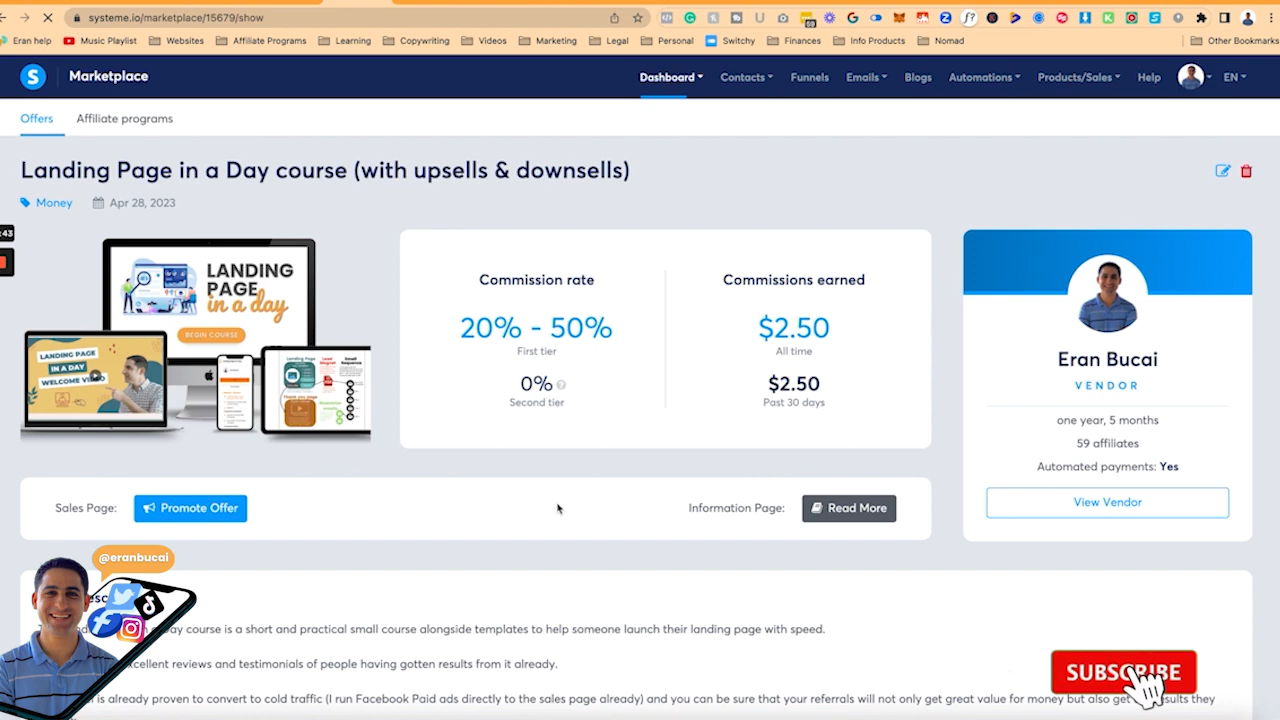 systeme.io/marketplace/15679/show
Eran help Music Playlist Websites Affiliate Programs Learning Copywriting Videos Marketing Legal Personal Switchy Finances Info Products Nomad Other Bookmarks
S Marketplace Dashboard Contacts Funnels Emails Blogs Automations Products/Sales Help EN
Offers Affiliate programs
Landing Page in a Day course (with upsells & downsells)
Money Apr 28, 2023
:43
LANDING
PAGE
in a day
BEGIN COURSE
LANDING PAGE
IN A DAY
WELCOME VIDEO
Commission rate
20% - 50%
First tier
0%
Second tier
Commissions earned
$2.50
All time
$2.50
Past 30 days
Eran Bucai
VENDOR
one year, 5 months
59 affiliates
Automated payments: Yes
View Vendor
Sales Page: Promote Offer
Information Page: Read More
@eranbucai
Day course is a short and practical small course alongside templates to help someone launch their landing page with speed.
reviews and testimonials of people having gotten results from it already.
is already proven to convert to cold traffic (I run Facebook Paid ads directly to the sales page already) and you can be sure that your referrals will not only get great value for money but also get results they
SUBSCRIBE